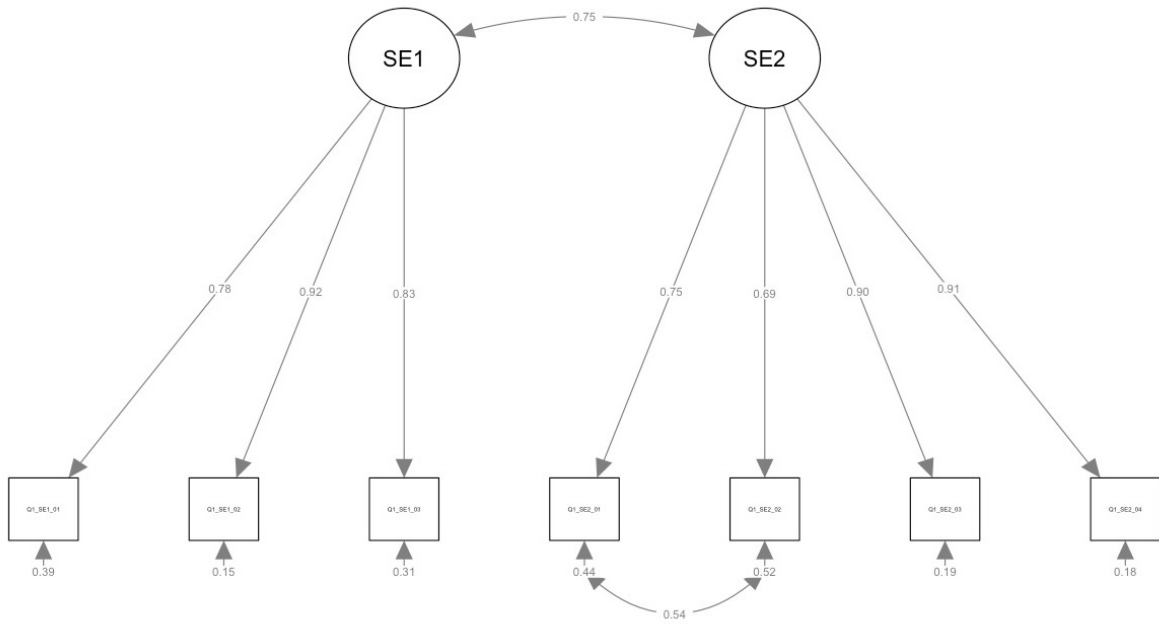 0.75
SE1 SE2
0.78 0.92 0.83 0.75 0.69 0.90 0.91
Q1_SE1_01 Q1_SE1_02 Q1_SE1_03 Q1_SE2_01 Q1_SE2_02 Q1_SE2_03 Q1_SE2_04
0.39 0.15 0.31 0.44 0.52 0.19 0.18
0.54